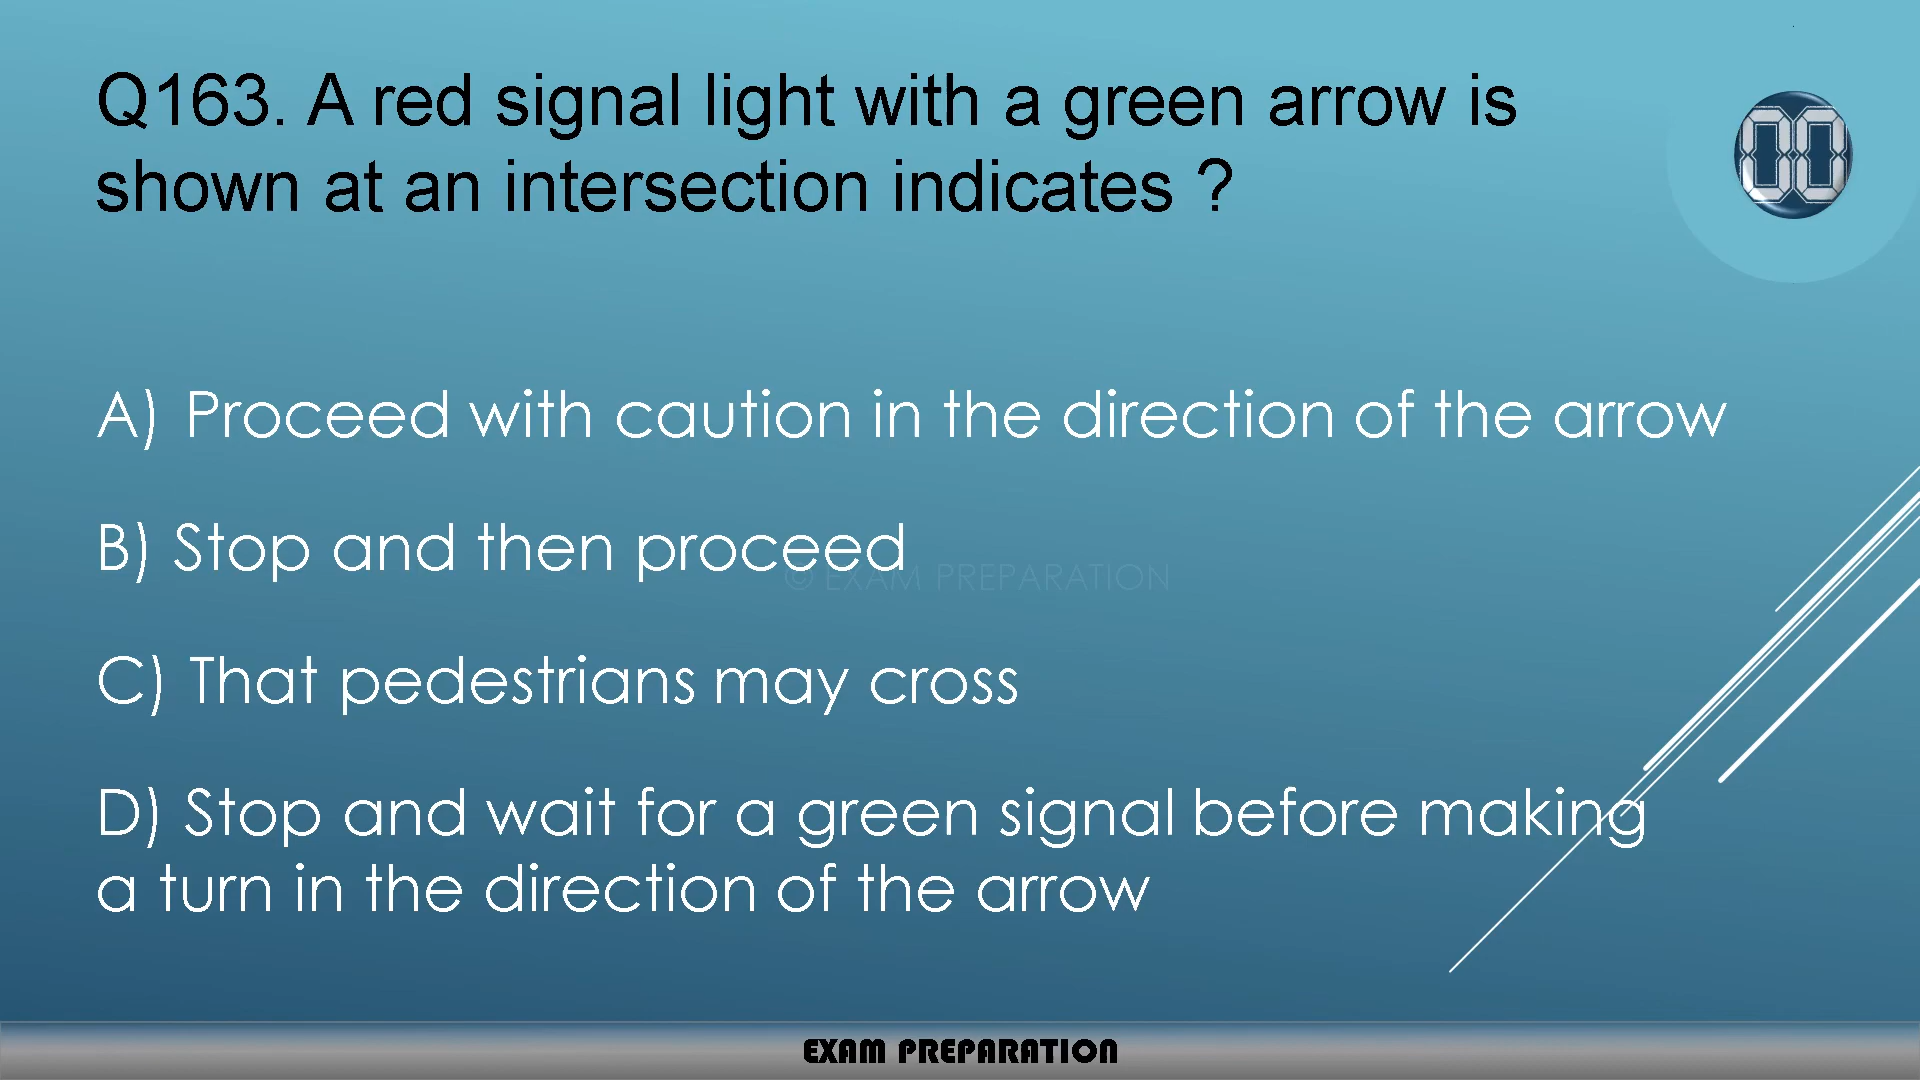 Q163. A red signal light with a green arrow is
shown at an intersection indicates ?
00
A) Proceed with caution in the direction of the arrow
B) Stop and then proceed
© EXAM PREPARATION
C) That pedestrians may cross
D) Stop and wait for a green signal before making
a turn in the direction of the arrow
EXAM PREPARATION